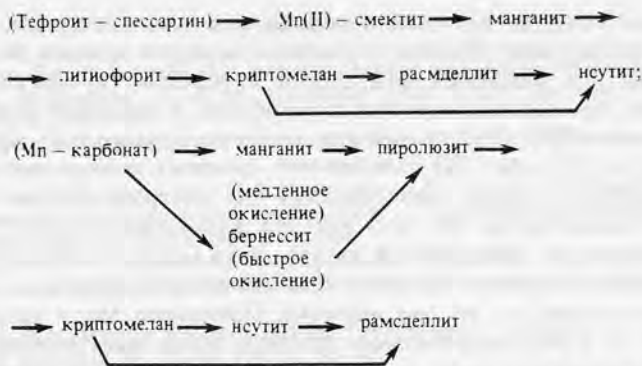 (Тефроит – спессартин) → Mn(II) – смектит → манганит →
→ литиофорит → криптомелан → расмделлит → нсутит;
(Mn – карбонат) → манганит → пиролюзит →
(медленное
окисление)
бернессит
(быстрое
окисление)
→ криптомелан → нсутит → рамсделлит